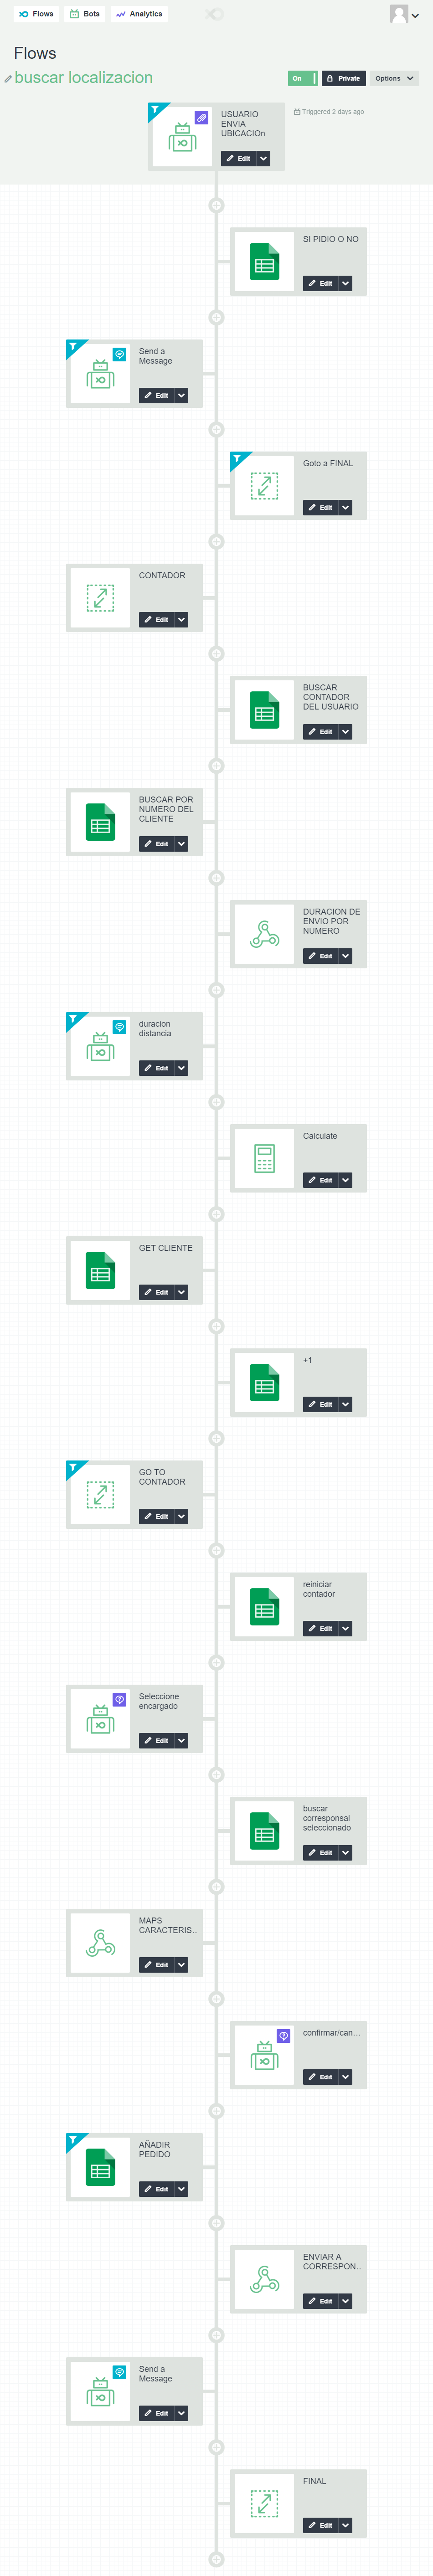 Flows
Bots
Analytics
Flows
buscar localizacion
On
Private
Options
USUARIO
ENVIA
UBICACIOn
Edit
Triggered 2 days ago
SI PIDIO O NO
Edit
Send a
Message
Edit
Goto a FINAL
Edit
CONTADOR
Edit
BUSCAR
CONTADOR
DEL USUARIO
Edit
BUSCAR POR
NUMERO DEL
CLIENTE
Edit
DURACION DE
ENVIO POR
NUMERO
Edit
duracion
distancia
Edit
Calculate
Edit
GET CLIENTE
Edit
+1
Edit
GO TO
CONTADOR
Edit
reiniciar
contador
Edit
Seleccione
encargado
Edit
buscar
corresponsal
seleccionado
Edit
MAPS
CARACTERIS..
Edit
confirmar/can...
Edit
AÑADIR
PEDIDO
Edit
ENVIAR A
CORRESPON..
Edit
Send a
Message
Edit
FINAL
Edit